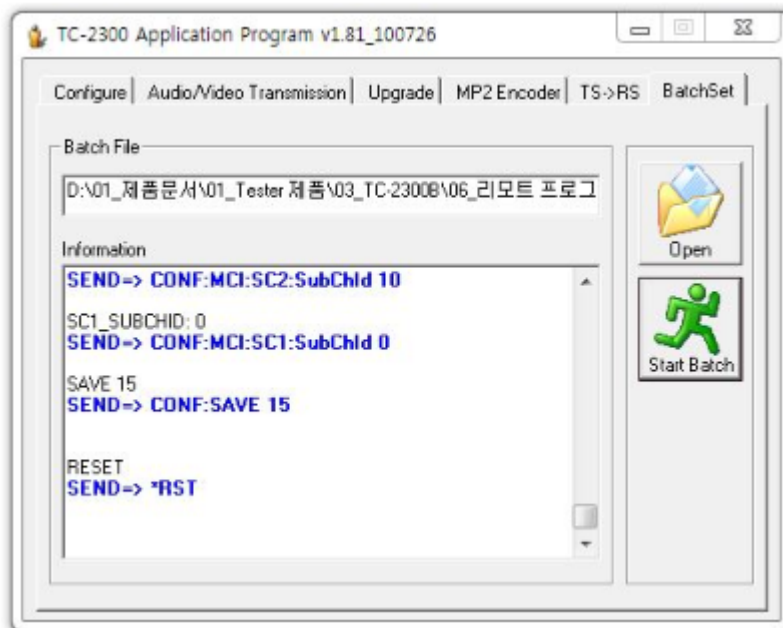 TC-2300 Application Program v1.81_100726
Configure Audio/Video Transmission Upgrade MP2 Encoder TS->RS BatchSet
Batch File
D:\01_제품문서\01_Tester 제품\03_TC-2300B\06_리모트 프로그
Open
Information
SEND=> CONF:MCI:SC2:SubChId 10
SC1_SUBCHID: 0
SEND=> CONF:MCI:SC1:SubChId 0
Start Batch
SAVE 15
SEND=> CONF:SAVE 15
RESET
SEND=> *RST